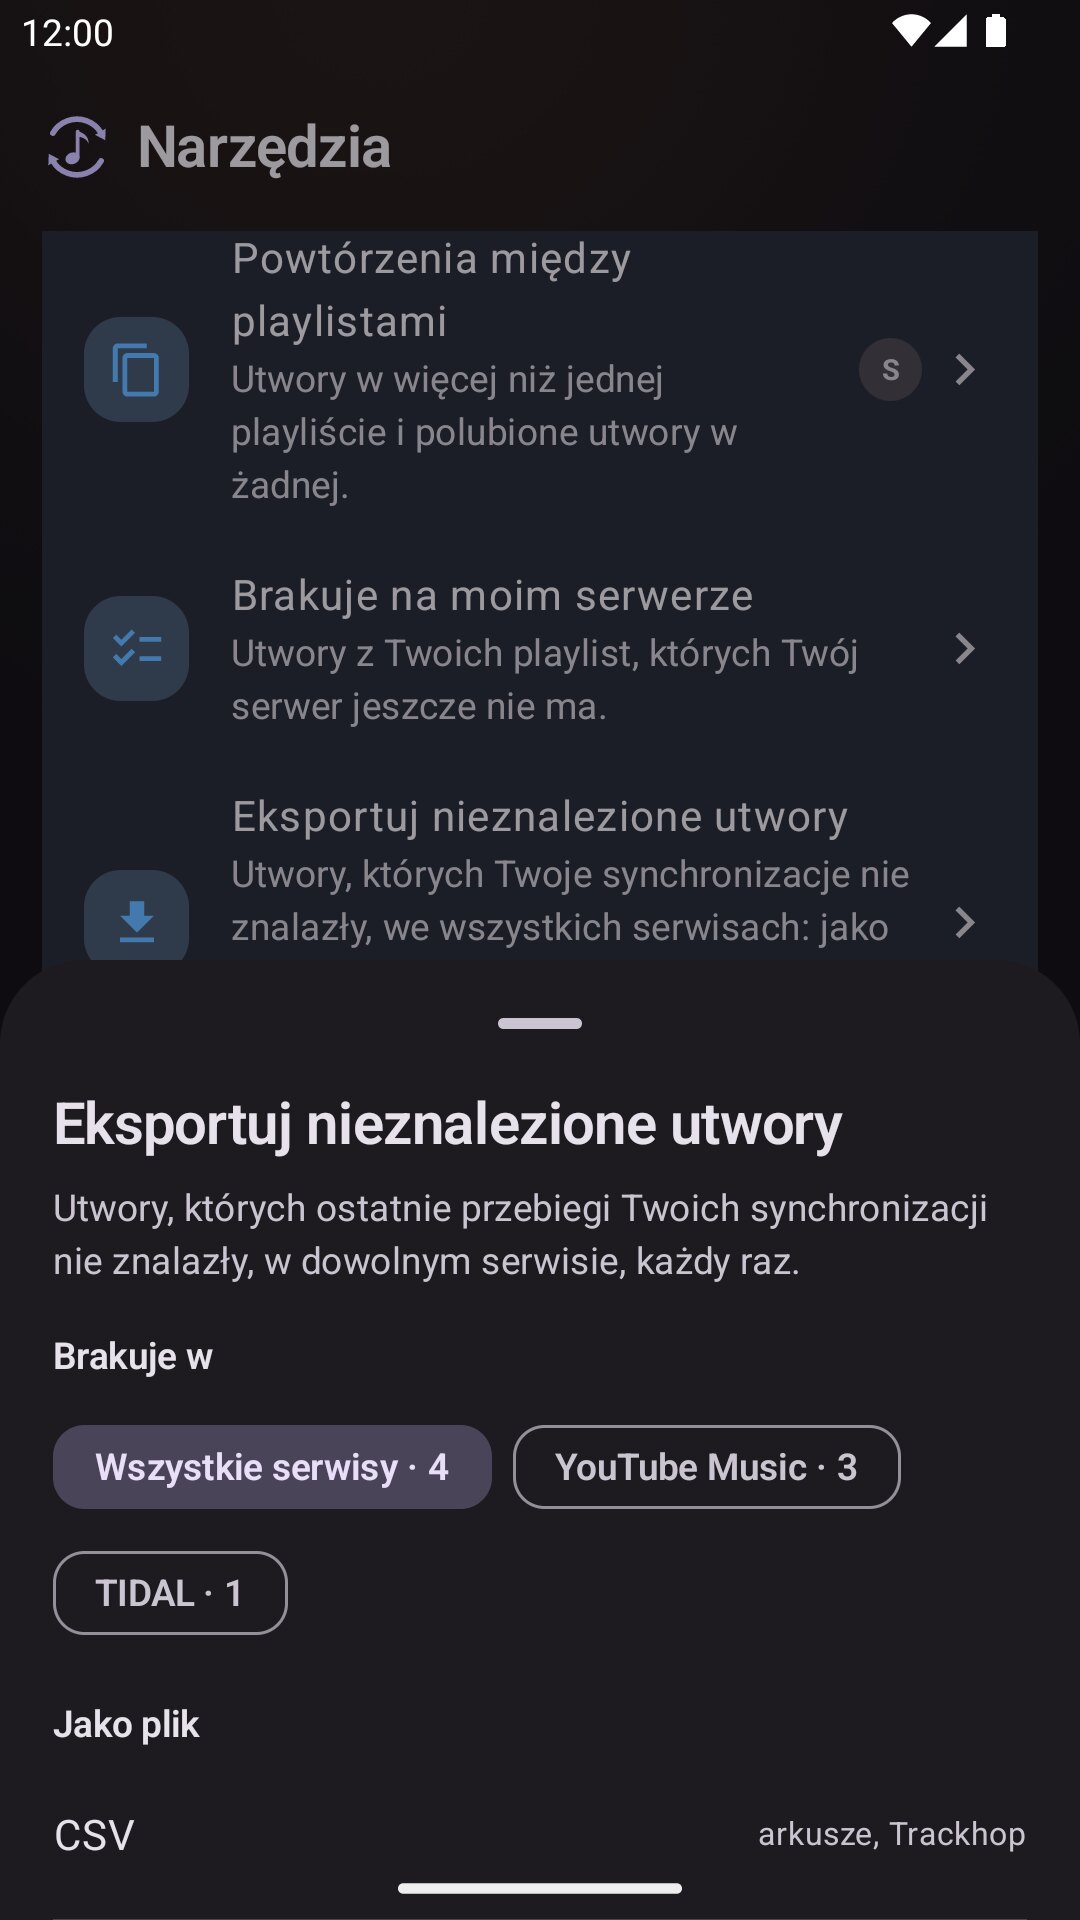 12:00
Narzędzia
Powtórzenia między
playlistami
Utwory w więcej niż jednej
playliście i polubione utwory w
żadnej.
S
Brakuje na moim serwerze
Utwory z Twoich playlist, których Twój
serwer jeszcze nie ma.
Eksportuj nieznalezione utwory
Utwory, których Twoje synchronizacje nie
znalazły, we wszystkich serwisach: jako
Eksportuj nieznalezione utwory
Utwory, których ostatnie przebiegi Twoich synchronizacji
nie znalazły, w dowolnym serwisie, każdy raz.
Brakuje w
Wszystkie serwisy · 4
YouTube Music · 3
TIDAL · 1
Jako plik
CSV
arkusze, Trackhop